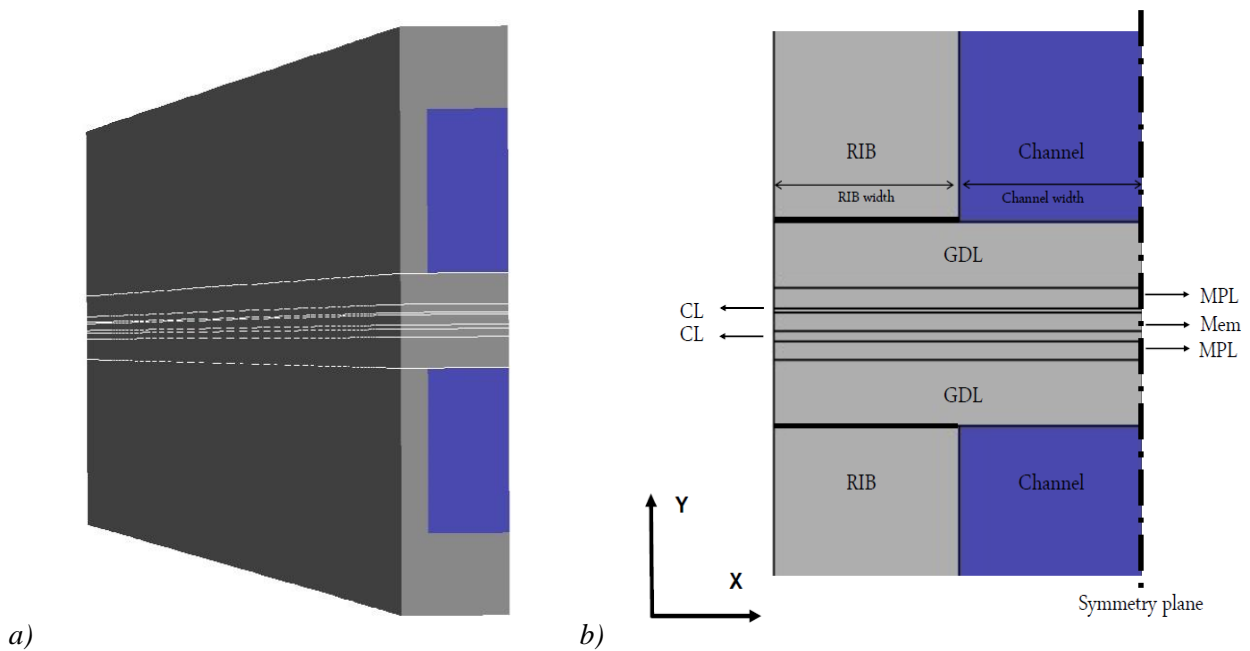 RIB
Channel
RIB width
Channel width
GDL
CL
MPL
Mem
CL
MPL
GDL
RIB
Channel
Y
X
Symmetry plane
a)
b)